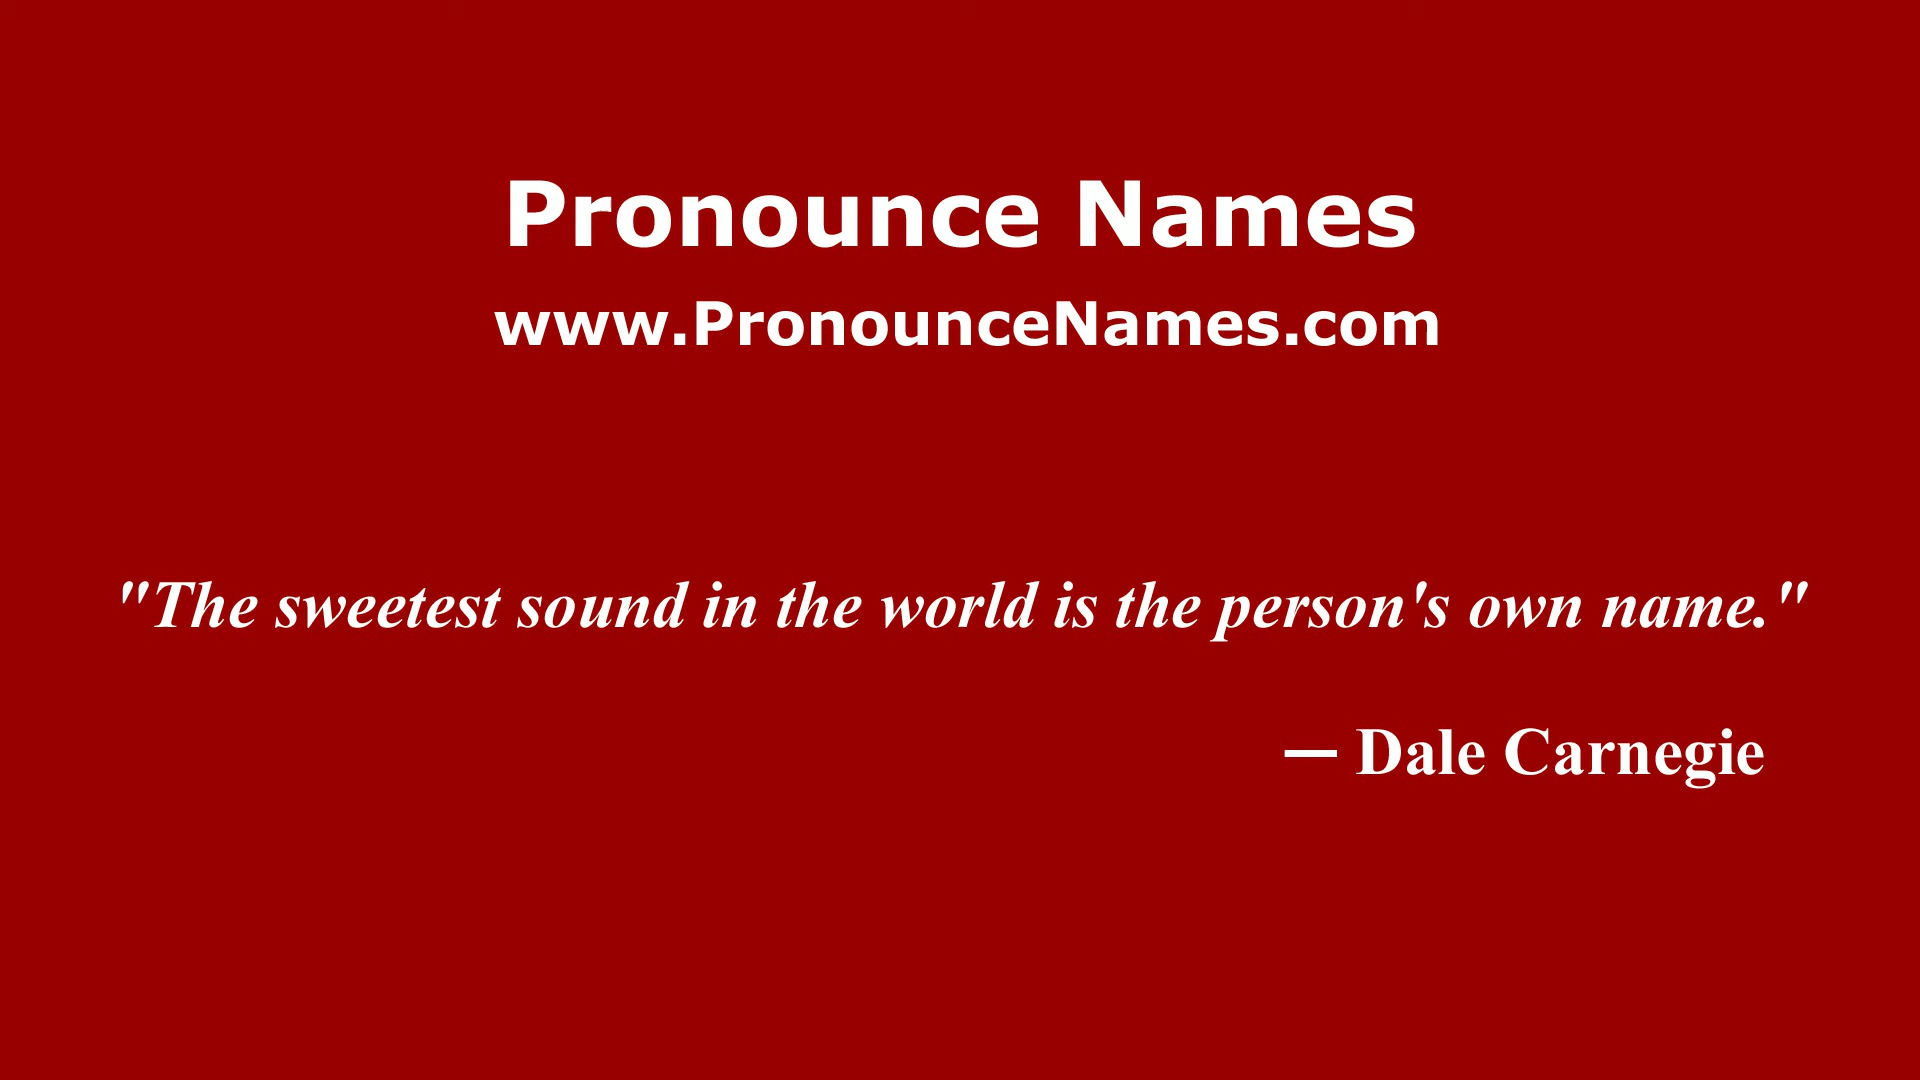 Pronounce Names
www.PronounceNames.com
"The sweetest sound in the world is the person's own name."
— Dale Carnegie